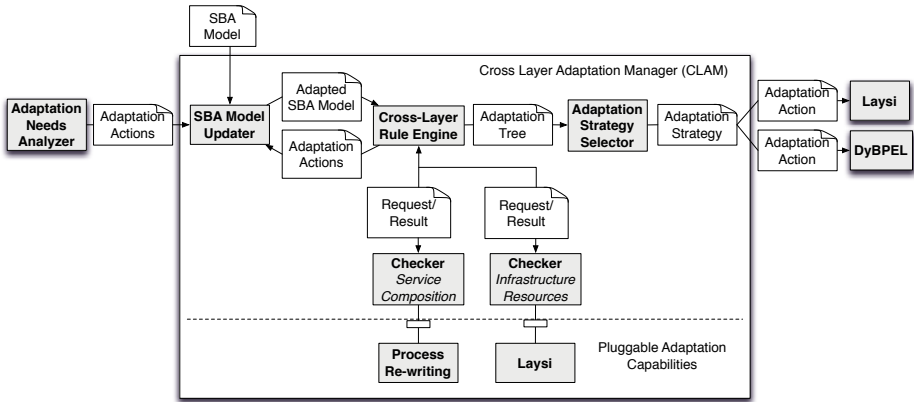 SBA
Model
Cross Layer Adaptation Manager (CLAM)
Adaptation
Needs
Analyzer
Adaptation
Actions
SBA Model
Updater
Adapted
SBA Model
Adaptation
Actions
Cross-Layer
Rule Engine
Adaptation
Tree
Adaptation
Strategy
Selector
Adaptation
Strategy
Adaptation
Action
Laysi
Adaptation
Action
DyBPEL
Request/
Result
Request/
Result
Checker
Service
Composition
Checker
Infrastructure
Resources
Process
Re-writing
Laysi
Pluggable Adaptation
Capabilities